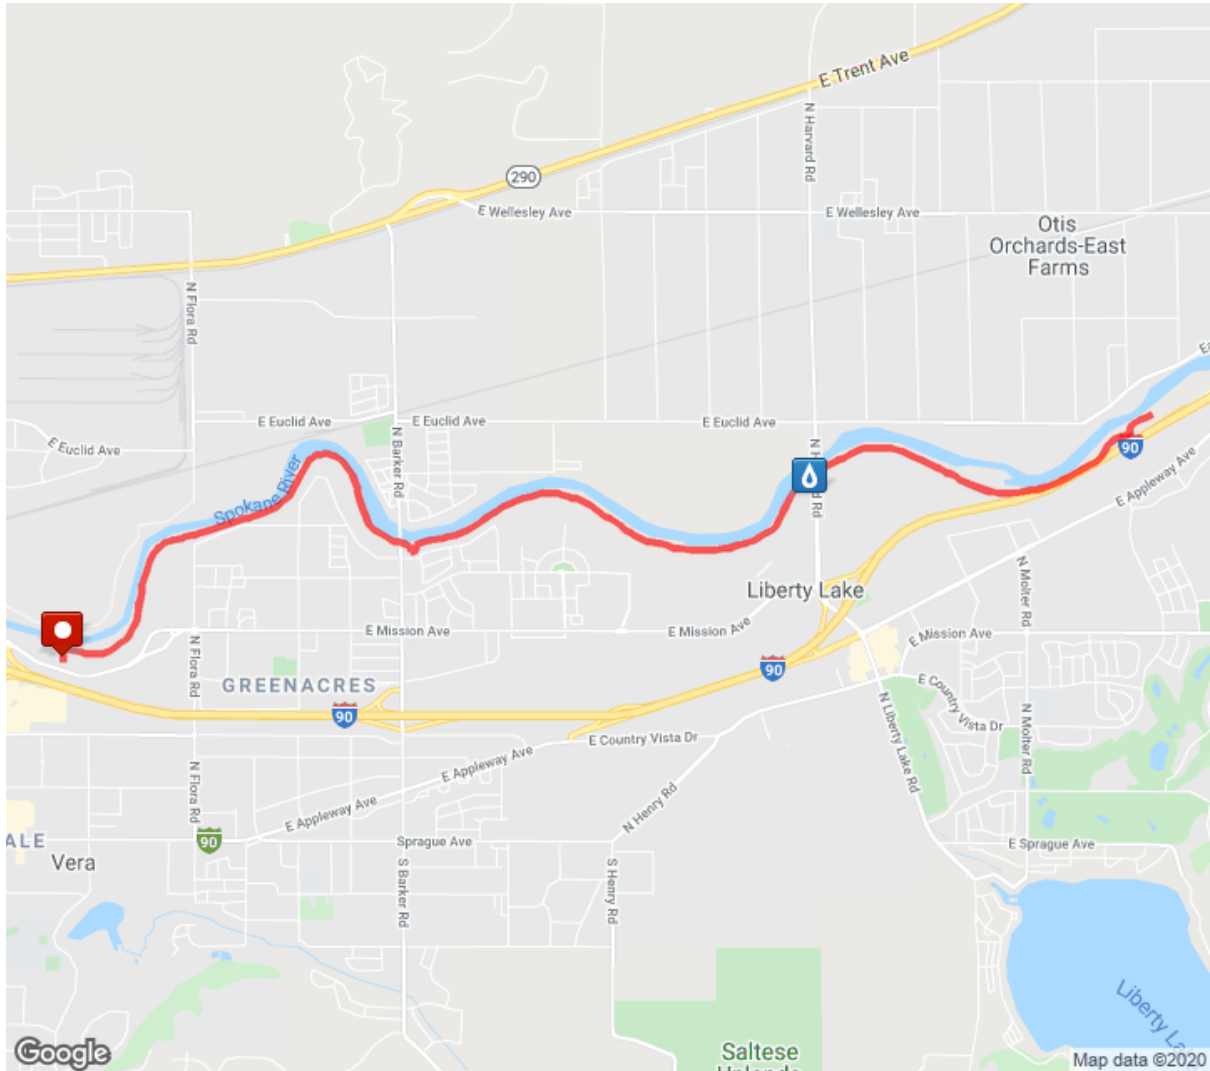 E Trent Ave
N Harvard Rd
290
E Wellesley Ave
E Wellesley Ave
Otis
Orchards-East
Farms
N Flora Rd
E Euclid Ave
E Euclid Ave
E Euclid Ave
E Euclid Ave
N Barker Rd
90
E Appleway Ave
Spokane River
Liberty Lake
N Molter Rd
E Mission Ave
E Mission Ave
E Mission Ave
N Flora Rd
GREENACRES
90
90
E Country Vista Dr
N Liberty Lake Rd
N Molter Rd
E Country Vista Dr
E Appleway Ave
N Flora Rd
E Appleway Ave
N Henry Rd
90
Sprague Ave
E Sprague Ave
ALE
Vera
S Barker Rd
S Henry Rd
Liberty
Saltese
Google
Map data ©2020